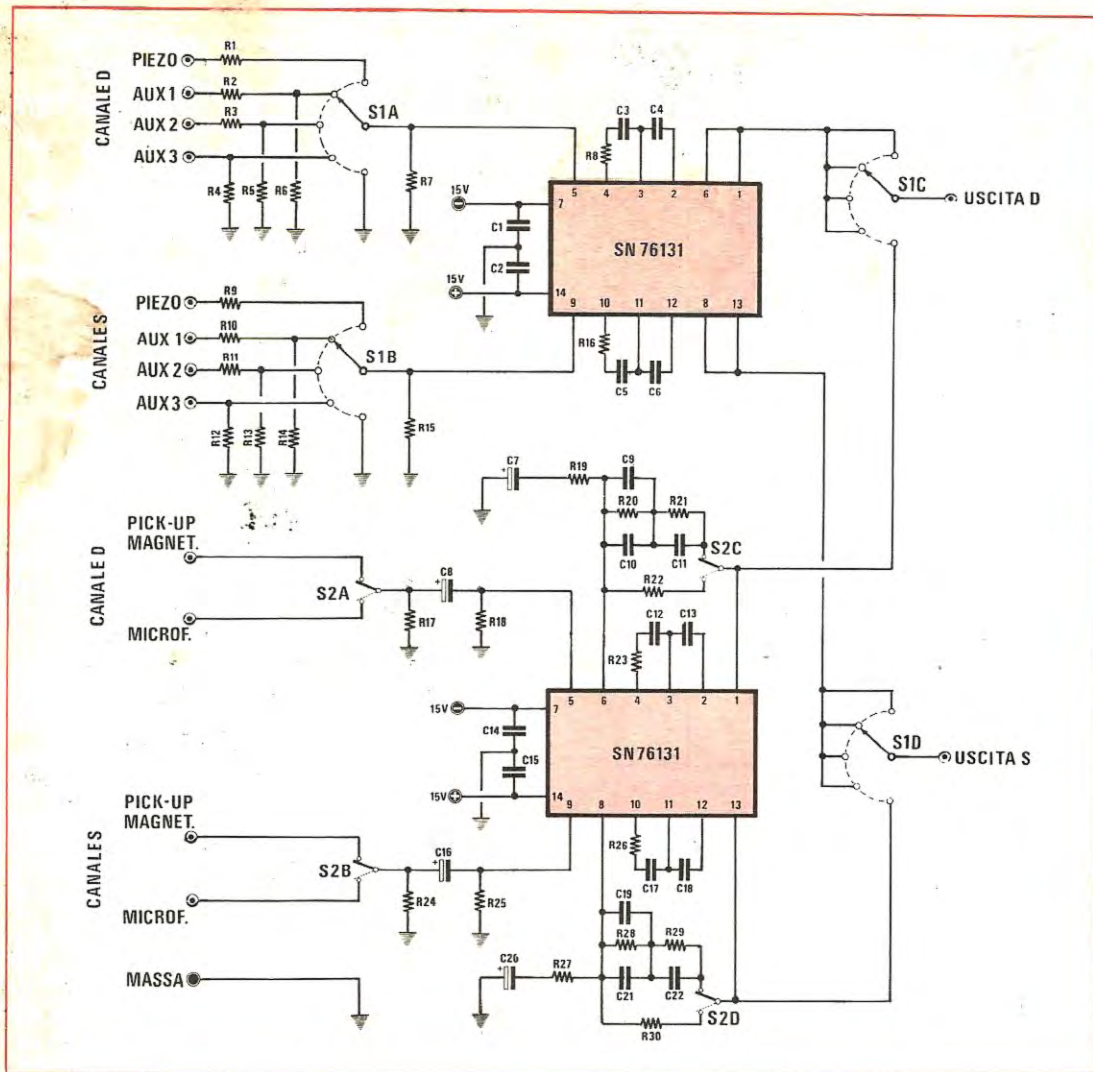 CANALE D
PIEZO R1
AUX 1 R2
AUX 2 R3
AUX 3
S1A
R4 R5 R6 R7
C3 C4
R8
5 4 3 2 6 1
15V 7
C1
SN 76131
C2
15V 14
9 10 11 12 8 13
R16
C5 C6
S1C
USCITA D
CANALE S
PIEZO R9
AUX 1 R10
AUX 2 R11
AUX 3
S1B
R12 R13 R14 R15
C7 R19 C9
R20 R21
C10 C11
S2C
R22
C12 C13
R23
CANALE D
PICK-UP
MAGNET.
S2A
MICROF.
C8
R17 R18
5 6 4 3 2 1
15V 7
C14
SN 76131
C15
15V 14
9 8 10 11 12 13
S1D
USCITA S
CANALE S
PICK-UP
MAGNET.
S2B
MICROF.
C16
R24 R25
R26
C17 C18
C19
R28 R29
C20 R27
C21 C22
S2D
R30
MASSA